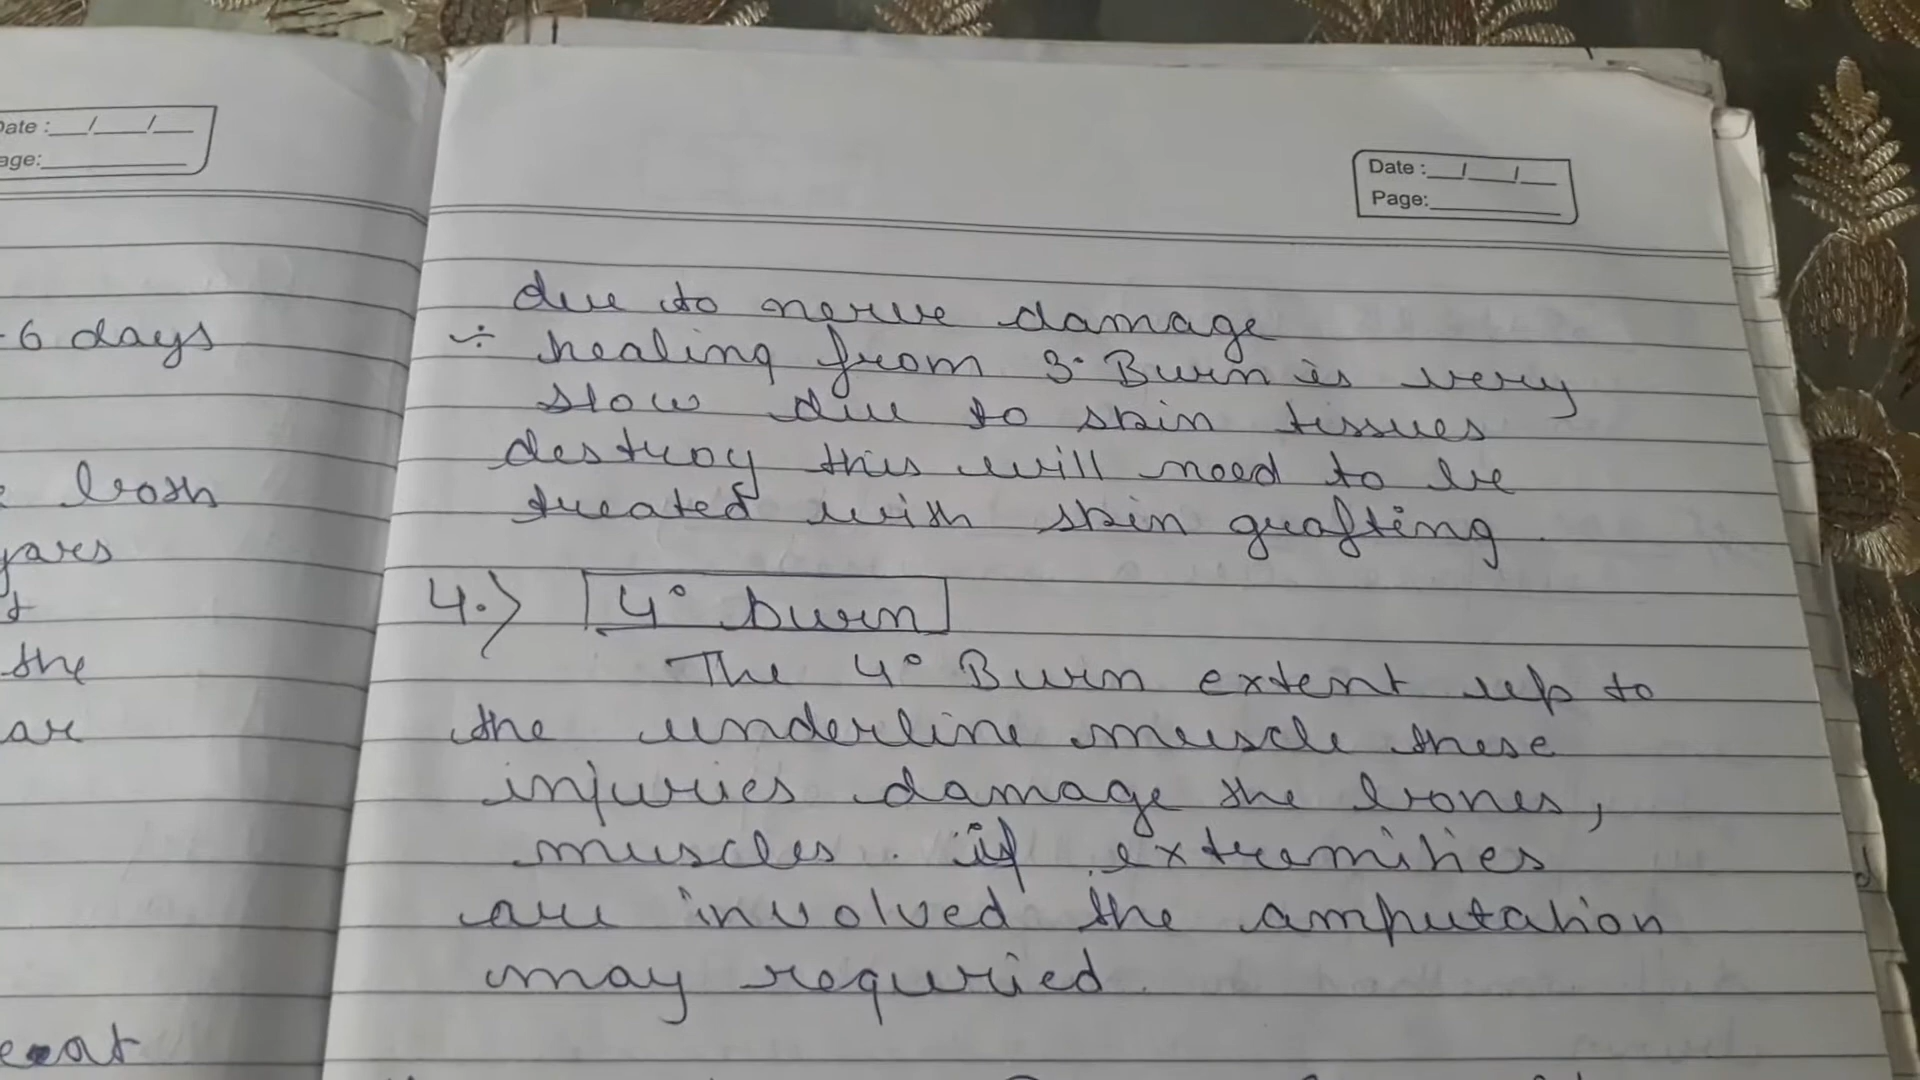 Date: __/__/__
Page: ______
6 days
the
are
Date: __/__/__
Page: ______
due to nerve damage
÷ healing from 3° Burn is very
slow due to skin tissues
destroy this will need to be
treated with skin grafting
4.) 4° burn
The 4° Burn extent up to
the underline muscle these
injuries damage the bones,
muscles. if extremities
are involved the amputation
may requried.